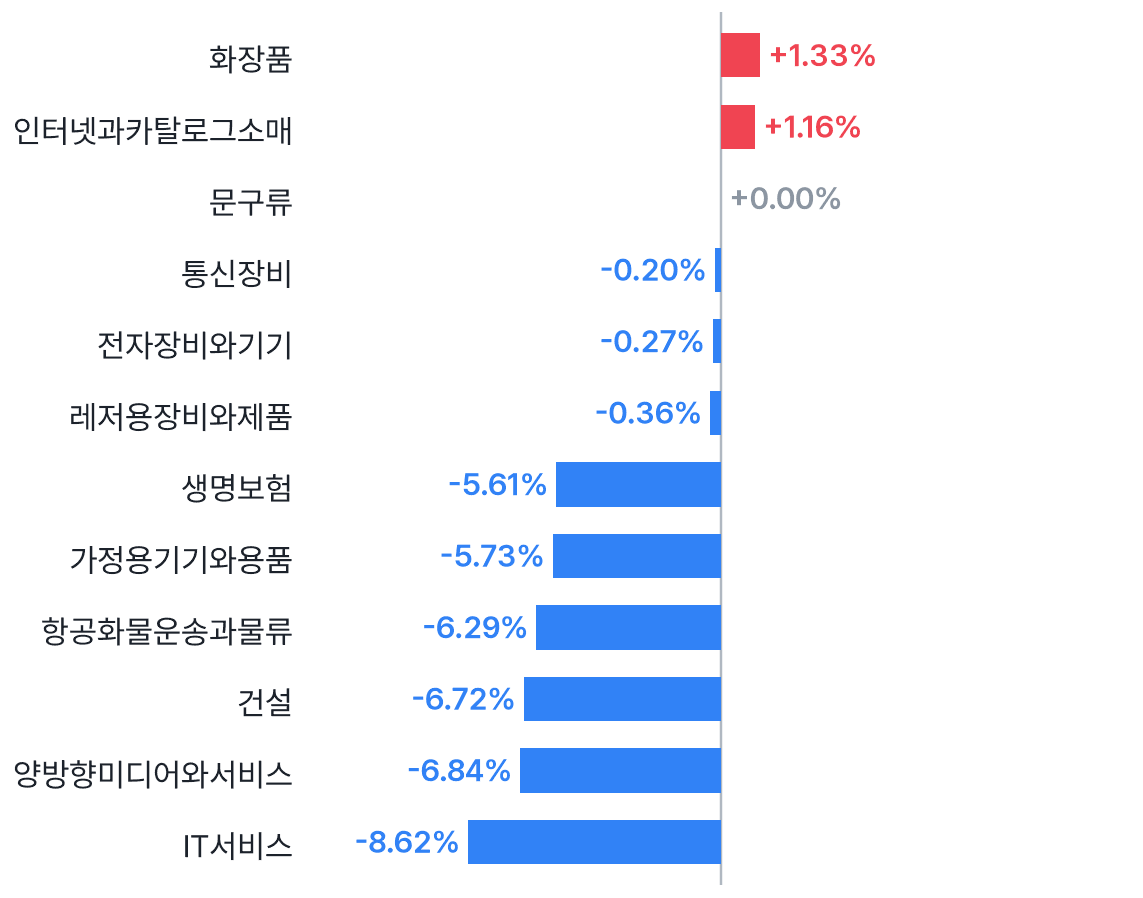 화장품 +1.33%
인터넷과카탈로그소매 +1.16%
문구류 +0.00%
통신장비 -0.20%
전자장비와기기 -0.27%
레저용장비와제품 -0.36%
생명보험 -5.61%
가정용기기와용품 -5.73%
항공화물운송과물류 -6.29%
건설 -6.72%
양방향미디어와서비스 -6.84%
IT서비스 -8.62%